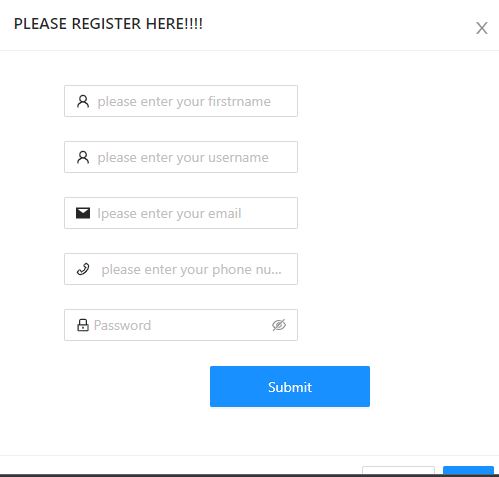 PLEASE REGISTER HERE!!!!
X
please enter your firstrname
please enter your username
lpease enter your email
please enter your phone nu...
Password
Submit